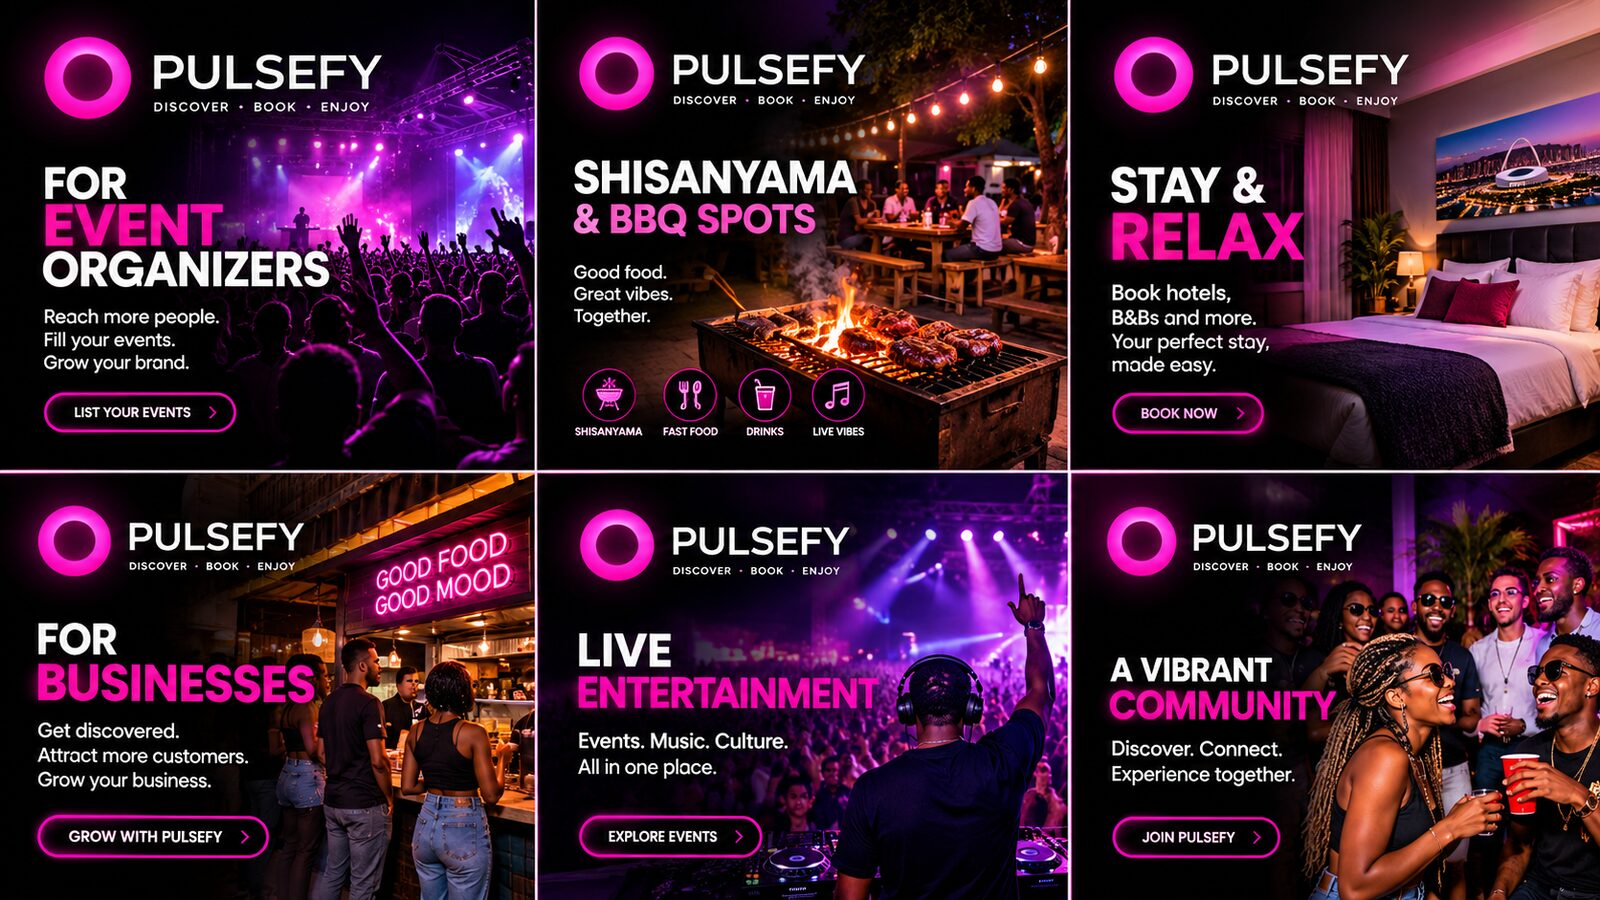 PULSEFY
DISCOVER • BOOK • ENJOY
FOR
EVENT
ORGANIZERS
Reach more people.
Fill your events.
Grow your brand.
LIST YOUR EVENTS >
PULSEFY
DISCOVER • BOOK • ENJOY
SHISANYAMA
& BBQ SPOTS
Good food.
Great vibes.
Together.
SHISANYAMA
FAST FOOD
DRINKS
LIVE VIBES
PULSEFY
DISCOVER • BOOK • ENJOY
STAY &
RELAX
Book hotels,
B&Bs and more.
Your perfect stay,
made easy.
BOOK NOW >
PULSEFY
DISCOVER • BOOK • ENJOY
GOOD FOOD
GOOD MOOD
FOR
BUSINESSES
Get discovered.
Attract more customers.
Grow your business.
GROW WITH PULSEFY >
PULSEFY
DISCOVER • BOOK • ENJOY
LIVE
ENTERTAINMENT
Events. Music. Culture.
All in one place.
EXPLORE EVENTS >
PULSEFY
DISCOVER • BOOK • ENJOY
A VIBRANT
COMMUNITY
Discover. Connect.
Experience together.
JOIN PULSEFY >